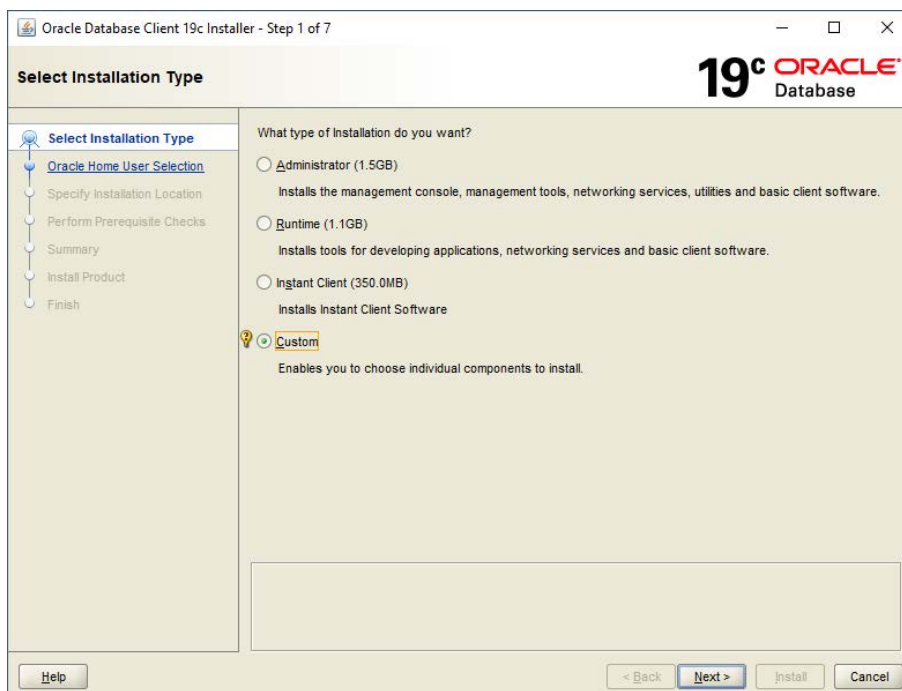 Oracle Database Client 19c Installer - Step 1 of 7
Select Installation Type
19c ORACLE
Database
Select Installation Type
Oracle Home User Selection
Specify Installation Location
Perform Prerequisite Checks
Summary
Install Product
Finish
What type of Installation do you want?
Administrator (1.5GB)
Installs the management console, management tools, networking services, utilities and basic client software.
Runtime (1.1GB)
Installs tools for developing applications, networking services and basic client software.
Instant Client (350.0MB)
Installs Instant Client Software
Custom
Enables you to choose individual components to install.
Help
< Back
Next >
Install
Cancel